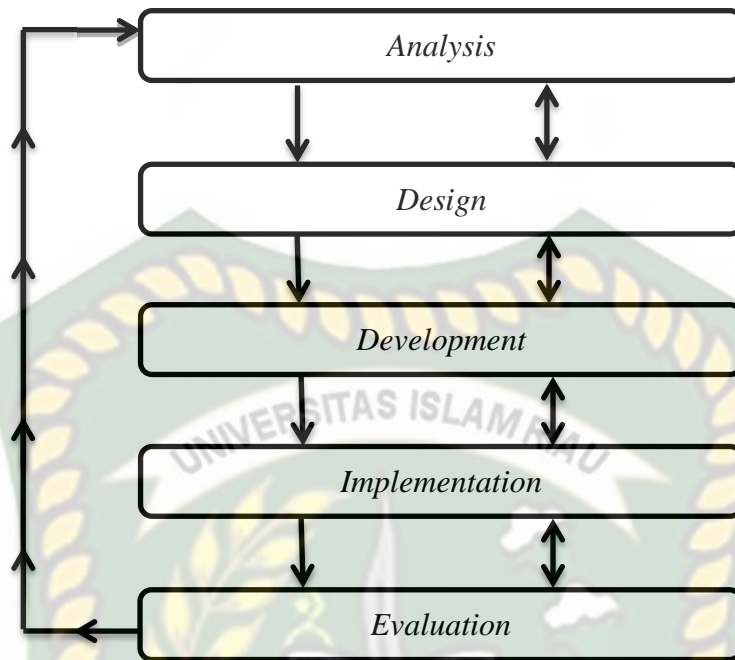 Analysis
Design
Development
UNIVERSITAS ISLAM RIAU
Implementation
Evaluation